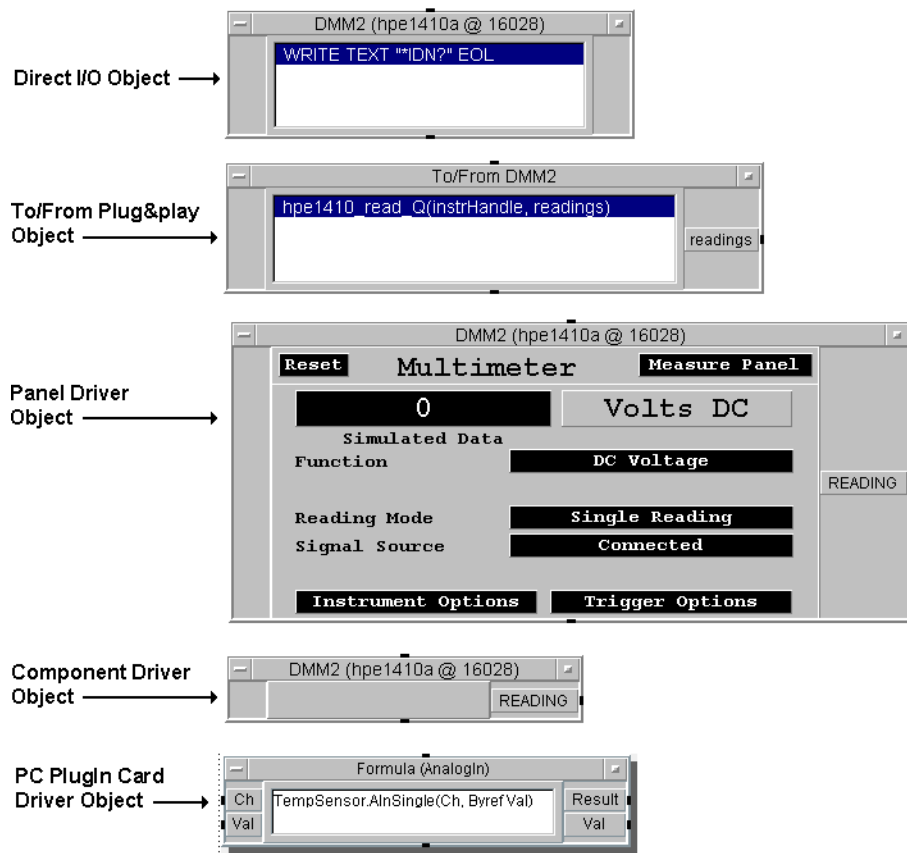 DMM2 (hpe1410a @ 16028)
Direct I/O Object
WRITE TEXT "*IDN?" EOL
To/From DMM2
To/From Plug&play
Object
hpe1410_read_Q(instrHandle, readings)
readings
DMM2 (hpe1410a @ 16028)
Reset
Multimeter
Measure Panel
Panel Driver
Object
0
Volts DC
Simulated Data
Function
DC Voltage
READING
Reading Mode
Single Reading
Signal Source
Connected
Instrument Options
Trigger Options
Component Driver
Object
DMM2 (hpe1410a @ 16028)
READING
PC PlugIn Card
Driver Object
Formula (AnalogIn)
Ch
TempSensor.AInSingle(Ch, Byref Val)
Result
Val
Val